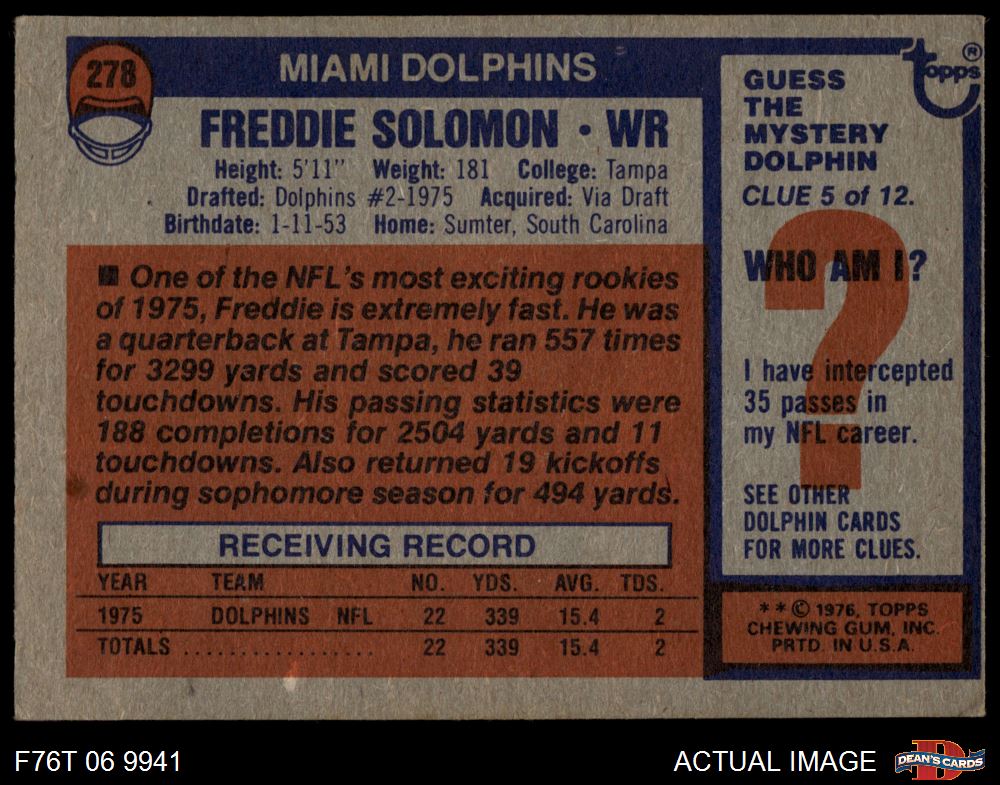 278
MIAMI DOLPHINS
FREDDIE SOLOMON • WR
Height: 5'11" Weight: 181 College: Tampa
Drafted: Dolphins #2-1975 Acquired: Via Draft
Birthdate: 1-11-53 Home: Sumter, South Carolina
■ One of the NFL's most exciting rookies
of 1975, Freddie is extremely fast. He was
a quarterback at Tampa, he ran 557 times
for 3299 yards and scored 39
touchdowns. His passing statistics were
188 completions for 2504 yards and 11
touchdowns. Also returned 19 kickoffs
during sophomore season for 494 yards.
RECEIVING RECORD
YEAR TEAM NO. YDS. AVG. TDS.
1975 DOLPHINS NFL 22 339 15.4 2
TOTALS .................. 22 339 15.4 2
topps®
GUESS
THE
MYSTERY
DOLPHIN
CLUE 5 of 12.
WHO AM I?
?
I have intercepted
35 passes in
my NFL career.
SEE OTHER
DOLPHIN CARDS
FOR MORE CLUES.
* * © 1976, TOPPS
CHEWING GUM, INC.
PRTD. IN U.S.A.
F76T 06 9941
ACTUAL IMAGE
D
DEAN'S CARDS